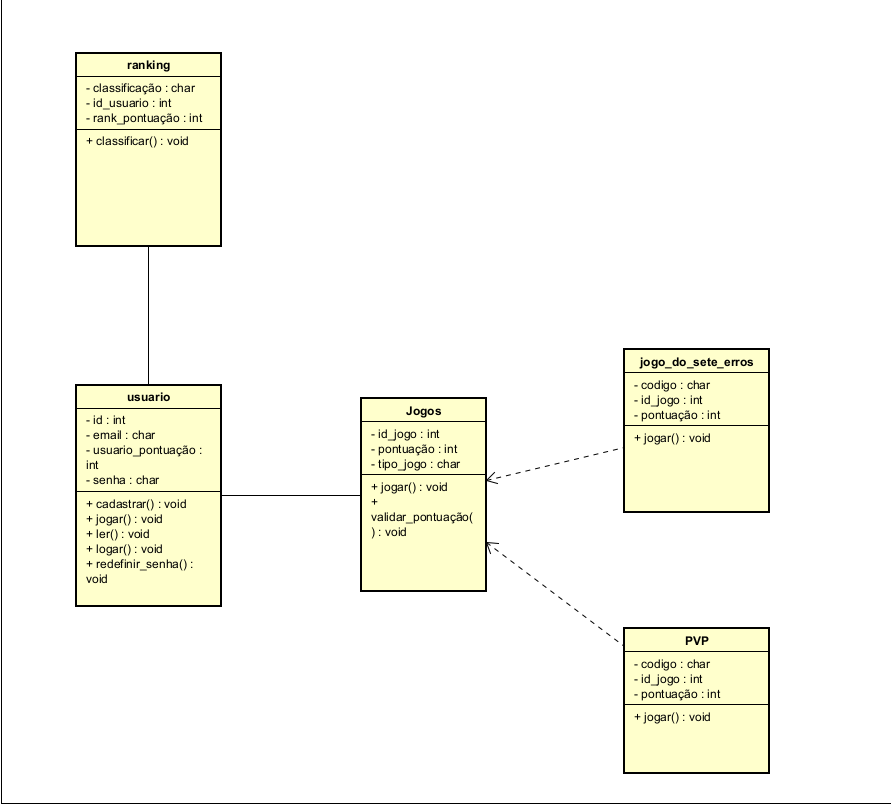 ranking
- classificação : char
- id_usuario : int
- rank_pontuação : int
+ classificar() : void
usuario
- id : int
- email : char
- usuario_pontuação :
int
- senha : char
+ cadastrar() : void
+ jogar() : void
+ ler() : void
+ logar() : void
+ redefinir_senha() :
void
Jogos
- id_jogo : int
- pontuação : int
- tipo_jogo : char
+ jogar() : void
+
validar_pontuação(
) : void
jogo_do_sete_erros
- codigo : char
- id_jogo : int
- pontuação : int
+ jogar() : void
PVP
- codigo : char
- id_jogo : int
- pontuação : int
+ jogar() : void